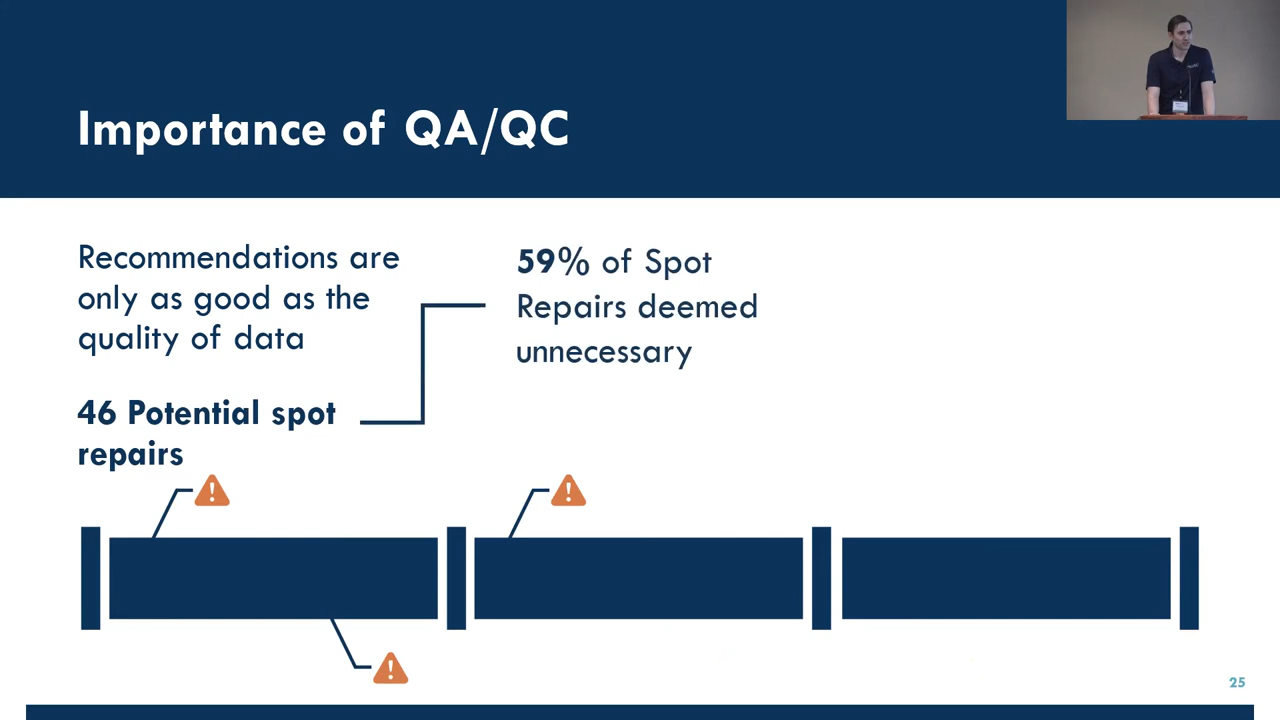 Importance of QA/QC
Recommendations are
only as good as the
quality of data
46 Potential spot
repairs
59% of Spot
Repairs deemed
unnecessary
25